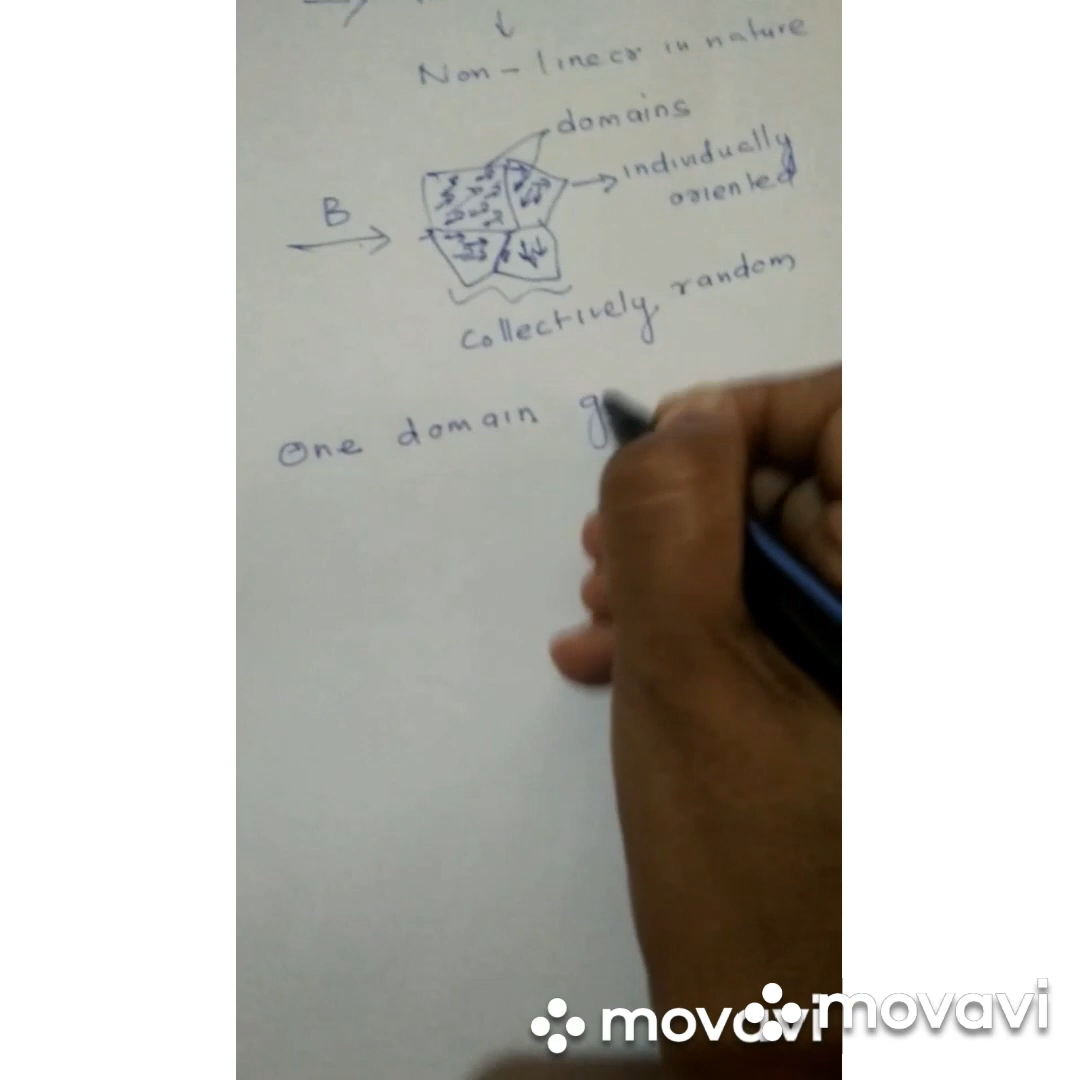 Non-linear in nature
domains
individually
oriented
B
collectively random
One domain g
movavi
movavi